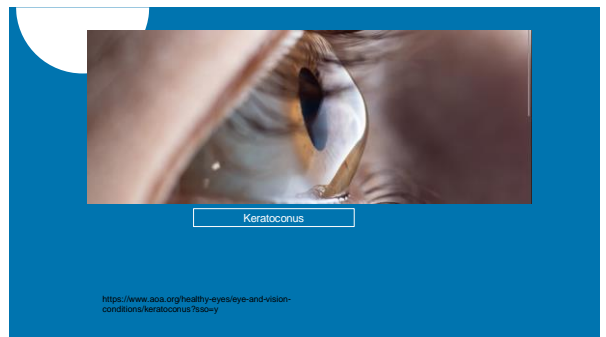 Keratoconus
https://www.aoa.org/healthy-eyes/eye-and-vision-
conditions/keratoconus?sso=y